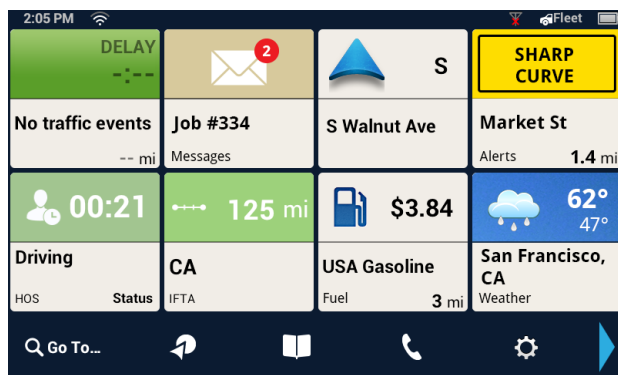 2:05 PM Fleet
DELAY
-:--
No traffic events
-- mi
2
Job #334
Messages
S
S Walnut Ave
SHARP
CURVE
Market St
Alerts 1.4 mi
00:21
Driving
HOS Status
125 mi
CA
IFTA
$3.84
USA Gasoline
Fuel 3 mi
62°
47°
San Francisco,
CA
Weather
Go To...